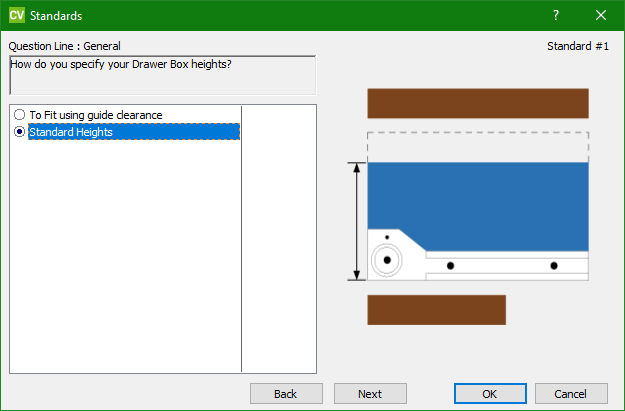 CV Standards ? X
Question Line : General
Standard #1
How do you specify your Drawer Box heights?
To Fit using guide clearance
Standard Heights
Back Next OK Cancel